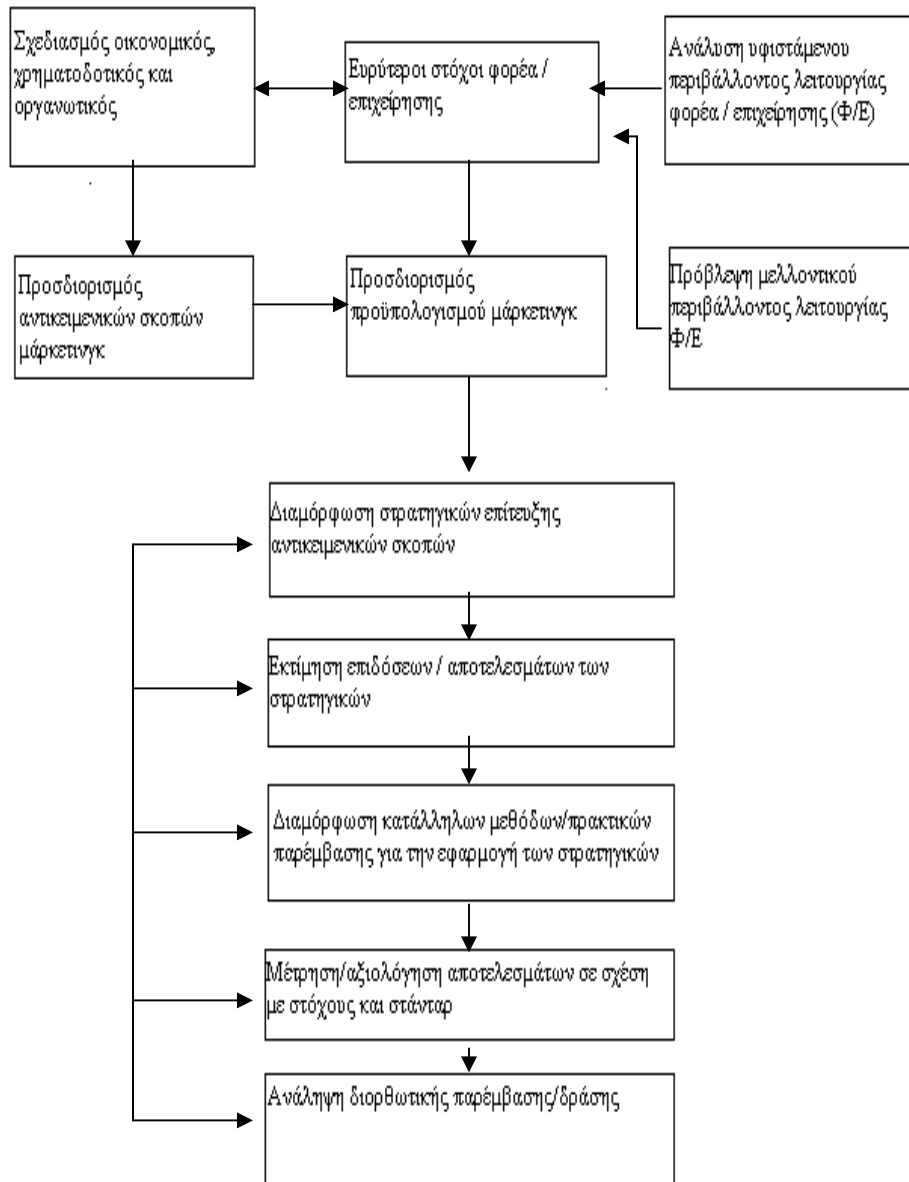 Σχεδιασμός οικονομικός,
χρηματοδοτικός και
οργανωτικός
Ευρύτεροι στόχοι φορέα /
επιχείρησης
Ανάλυση υφιστάμενου
περιβάλλοντος λειτουργίας
φορέα / επιχείρησης (Φ/Ε)
Προσδιορισμός
αντικειμενικών σκοπών
μάρκετινγκ
Προσδιορισμός
προϋπολογισμού μάρκετινγκ
Πρόβλεψη μελλοντικού
περιβάλλοντος λειτουργίας
Φ/Ε
Διαμόρφωση στρατηγικών επίτευξης
αντικειμενικών σκοπών
Εκτίμηση επιδόσεων / αποτελεσμάτων των
στρατηγικών
Διαμόρφωση κατάλληλων μεθόδων/πρακτικών
παρέμβασης για την εφαρμογή των στρατηγικών
Μέτρηση/αξιολόγηση αποτελεσμάτων σε σχέση
με στόχους και στάνταρ
Ανάληψη διορθωτικής παρέμβασης/δράσης